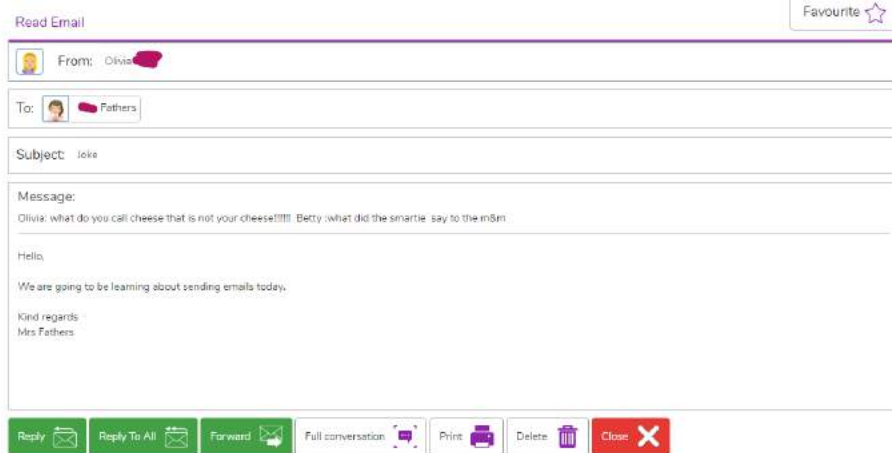 Favourite
Read Email
From: Olivia
To: Fathers
Subject: Joke
Message:
Olivia: what do you call cheese that is not your cheese!!!!!!! Betty :what did the smartie say to the m&m
Hello,
We are going to be learning about sending emails today.
Kind regards
Mrs Fathers
Reply Reply To All Forward Full conversation Print Delete Close